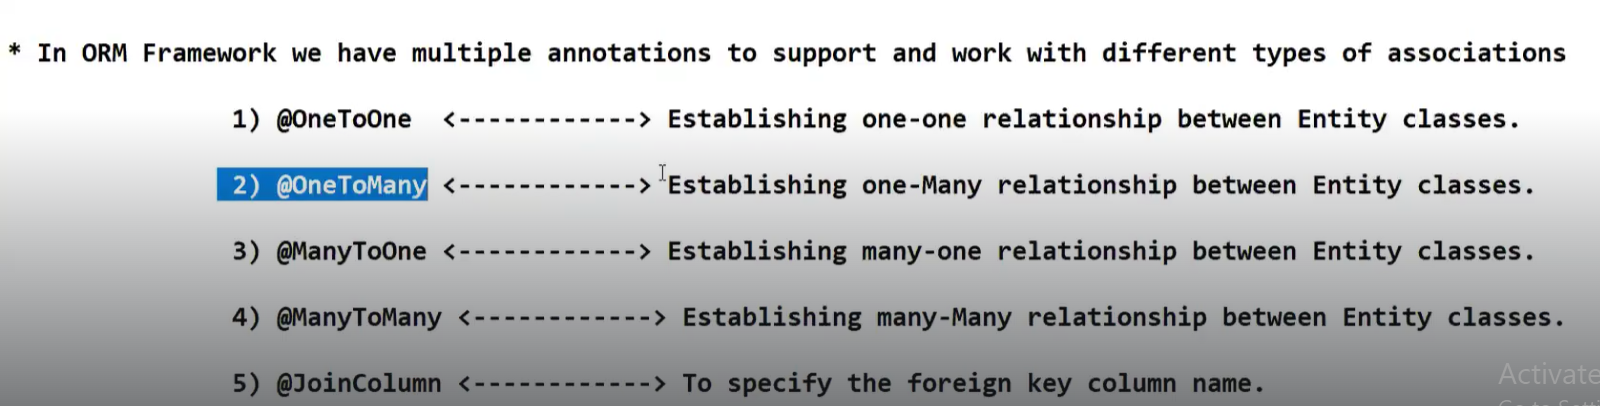 * In ORM Framework we have multiple annotations to support and work with different types of associations
1) @OneToOne <------------> Establishing one-one relationship between Entity classes.
2) @OneToMany <------------> Establishing one-Many relationship between Entity classes.
3) @ManyToOne <------------> Establishing many-one relationship between Entity classes.
4) @ManyToMany <------------> Establishing many-Many relationship between Entity classes.
5) @JoinColumn <------------> To specify the foreign key column name.
Activate